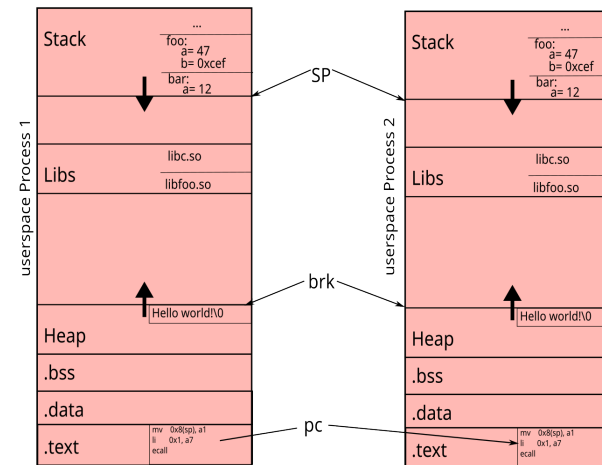 userspace Process 1
Stack
...
foo:
a= 47
b= 0xcef
bar:
a= 12
Libs
libc.so
libfoo.so
Hello world!\0
Heap
.bss
.data
.text
mv 0x8(sp), a1
li 0x1, a7
ecall
SP
brk
pc
userspace Process 2
Stack
...
foo:
a= 47
b= 0xcef
bar:
a= 12
Libs
libc.so
libfoo.so
Hello world!\0
Heap
.bss
.data
.text
mv 0x8(sp), a1
li 0x1, a7
ecall